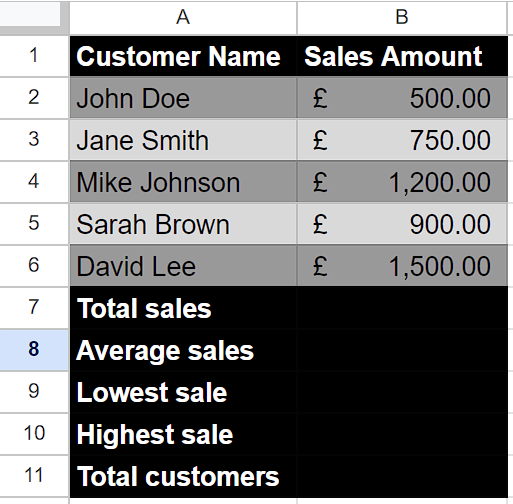 A B
1 Customer Name Sales Amount
2 John Doe £ 500.00
3 Jane Smith £ 750.00
4 Mike Johnson £ 1,200.00
5 Sarah Brown £ 900.00
6 David Lee £ 1,500.00
7 Total sales
8 Average sales
9 Lowest sale
10 Highest sale
11 Total customers